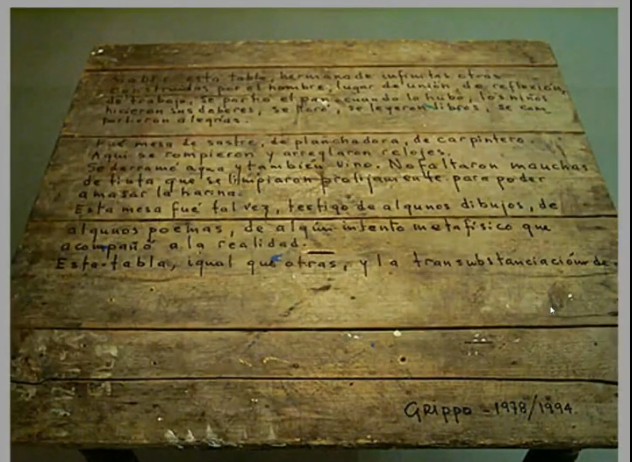 Sobre esta tabla, hermana de infinitas otras
construidas por el hombre, lugar de unión, de reflexión,
de trabajo, se partió el pan cuando lo hubo, los niños
hicieron sus deberes, se lloró, se leyeron libros, se com
partieron alegrías.
Fué mesa de sastre, de planchadora, de carpintero.
Aquí se rompieron y arreglaron relojes.
Se derramó agua y también vino. No faltaron manchas
de tinta que se limpiaron prolijamente para poder
amasar la harina.
Esta mesa fué tal vez, testigo de algunos dibujos, de
algunos poemas, de algún intento metafísico que
acompañó a la realidad.
Esta tabla, igual que otras, y la transubstanciación de.
GRIPPO - 1978/1994